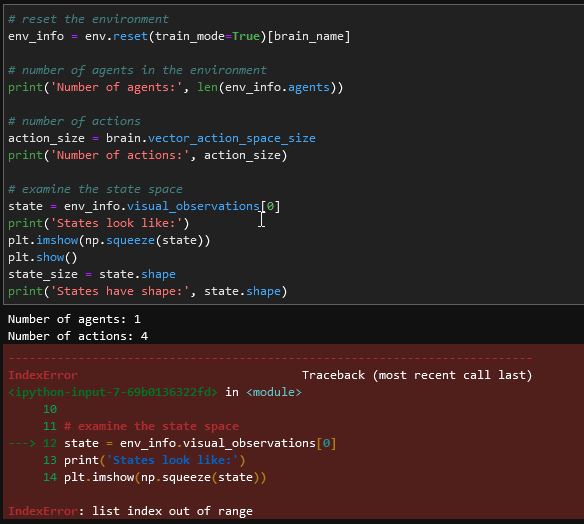 # reset the environment
env_info = env.reset(train_mode=True)[brain_name]
# number of agents in the environment
print('Number of agents:', len(env_info.agents))
# number of actions
action_size = brain.vector_action_space_size
print('Number of actions:', action_size)
# examine the state space
state = env_info.visual_observations[0]
print('States look like:')
plt.imshow(np.squeeze(state))
plt.show()
state_size = state.shape
print('States have shape:', state.shape)
Number of agents: 1
Number of actions: 4
---------------------------------------------------------------------------
IndexError                                Traceback (most recent call last)
<ipython-input-7-69b0136322fd> in <module>
     10
     11 # examine the state space
---> 12 state = env_info.visual_observations[0]
     13 print('States look like:')
     14 plt.imshow(np.squeeze(state))
IndexError: list index out of range